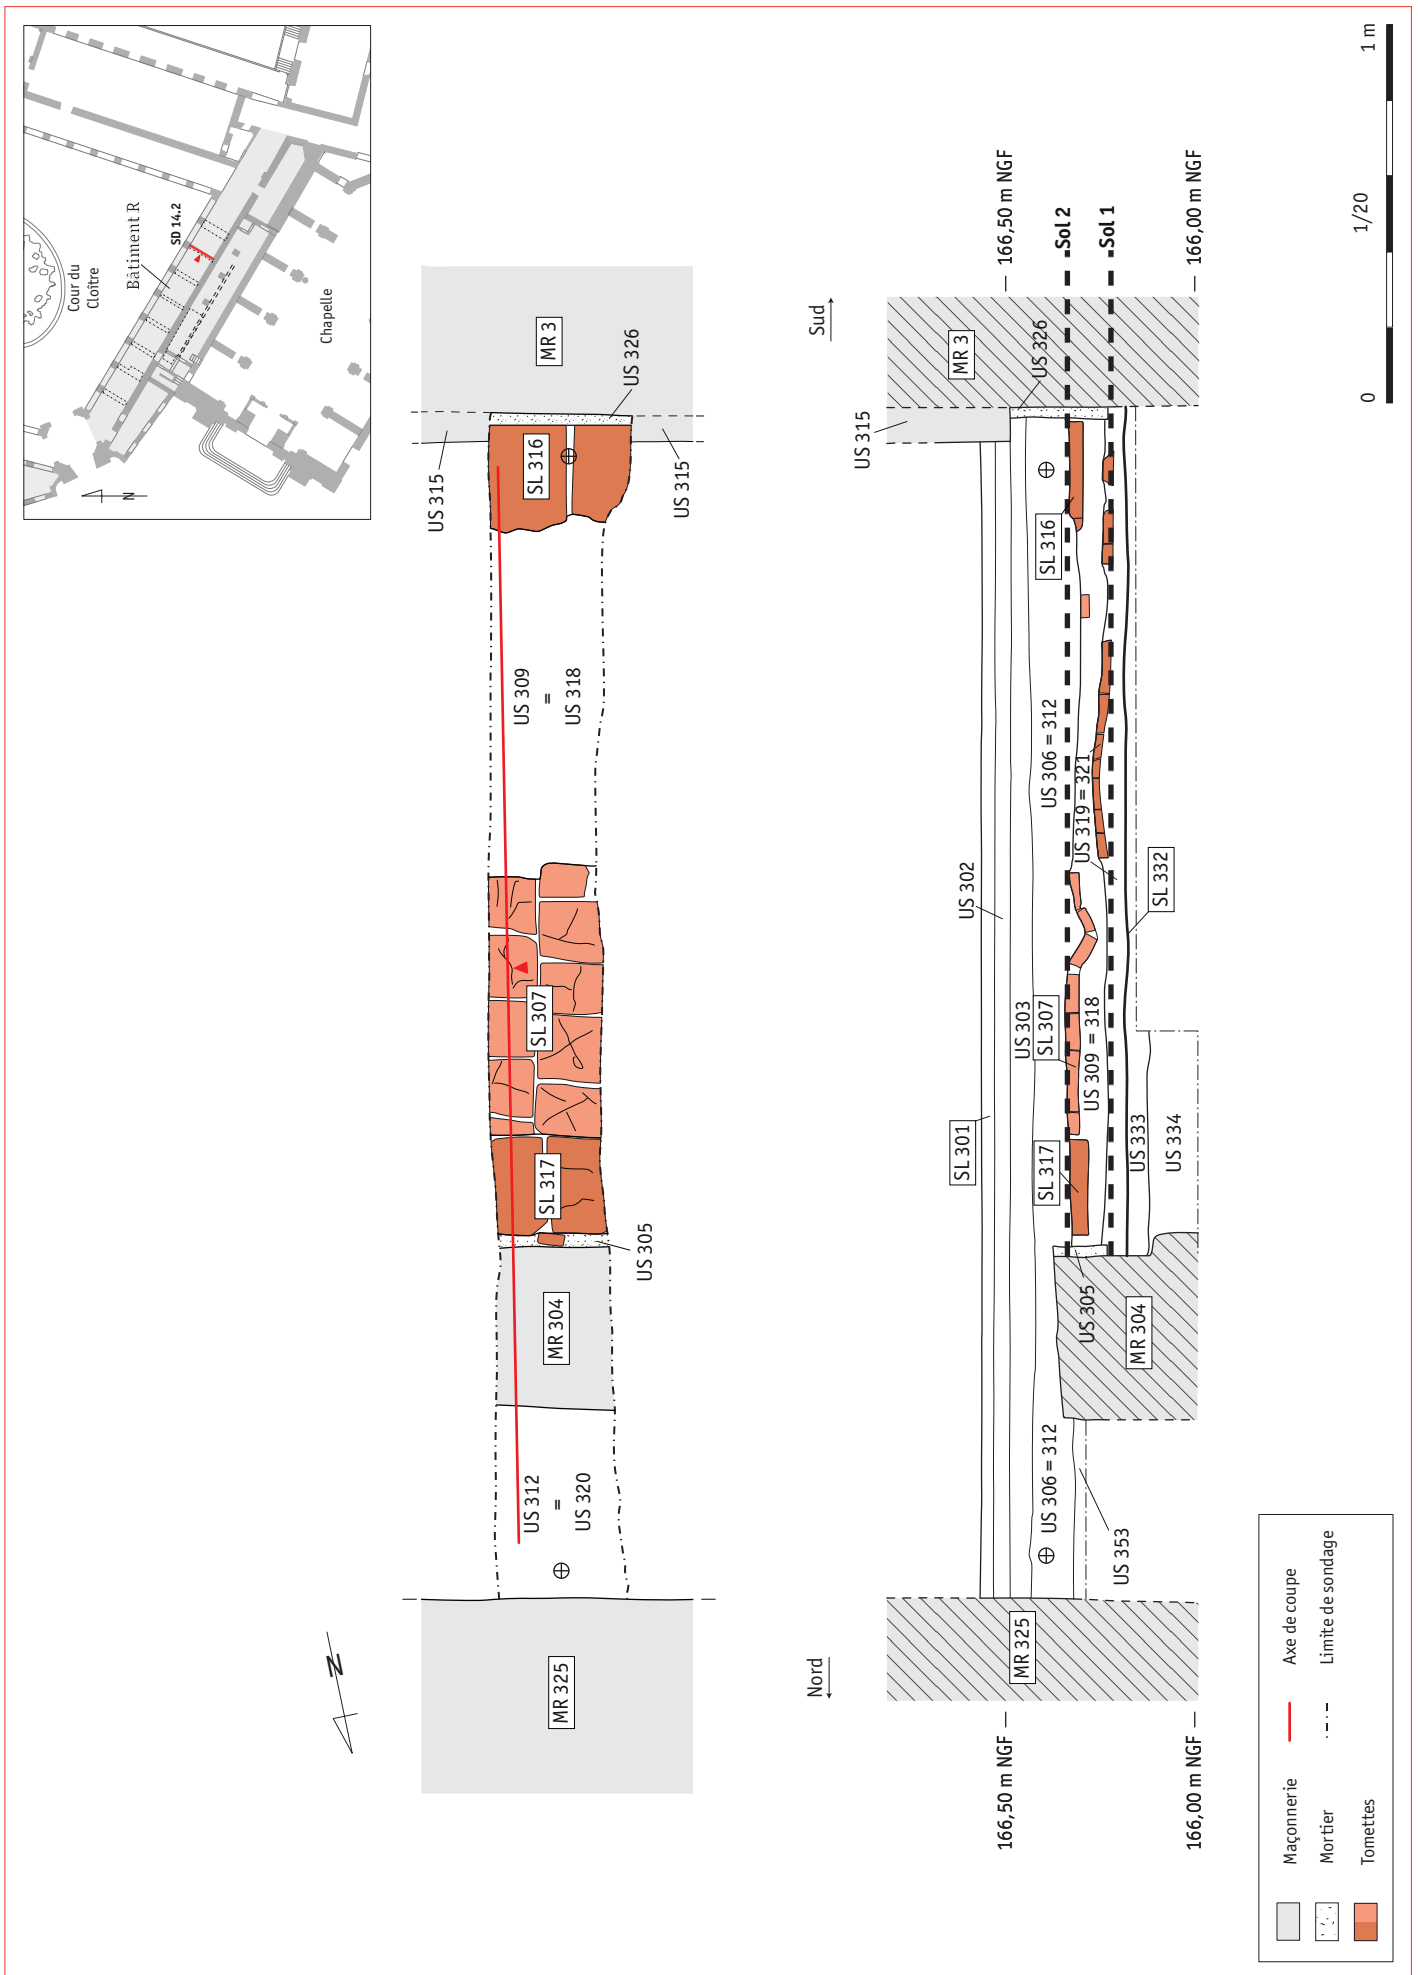 Cour du
Cloître
Bâtiment R
SD 14.2
Chapelle
N
N
MR 325
US 312
=
US 320
MR 304
US 305
SL 317
SL 307
US 309
=
US 318
SL 316
US 315
US 315
US 326
MR 3
Nord
Sud
166,50 m NGF
166,00 m NGF
MR 325
US 353
US 306 = 312
MR 304
US 305
SL 301
US 302
US 303
SL 317
SL 307
US 309 = 318
US 333
US 334
SL 332
US 319 = 321
US 306 = 312
SL 316
US 315
US 326
MR 3
166,50 m NGF
Sol 2
Sol 1
166,00 m NGF
Maçonnerie
Mortier
Tomettes
Axe de coupe
Limite de sondage
0
1/20
1 m